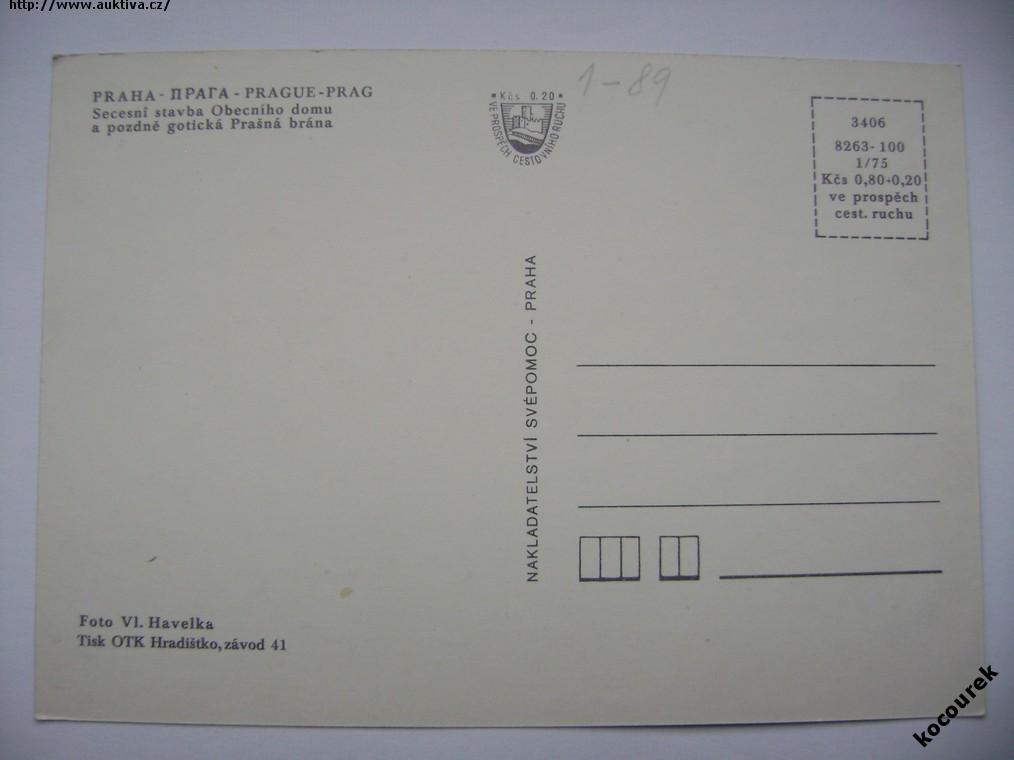 http://www.auktiva.cz/
PRAHA - ПРАГА - PRAGUE - PRAG
Secesní stavba Obecního domu
a pozdně gotická Prašná brána
• Kčs 0.20 •
VE PROSPĚCH CESTOVNÍHO RUCHU
1-89
3406
8263-100
1/75
Kčs 0,80+0,20
ve prospěch
cest. ruchu
NAKLADATELSTVÍ SVÉPOMOC - PRAHA
Foto Vl. Havelka
Tisk OTK Hradištko, závod 41
kocourek